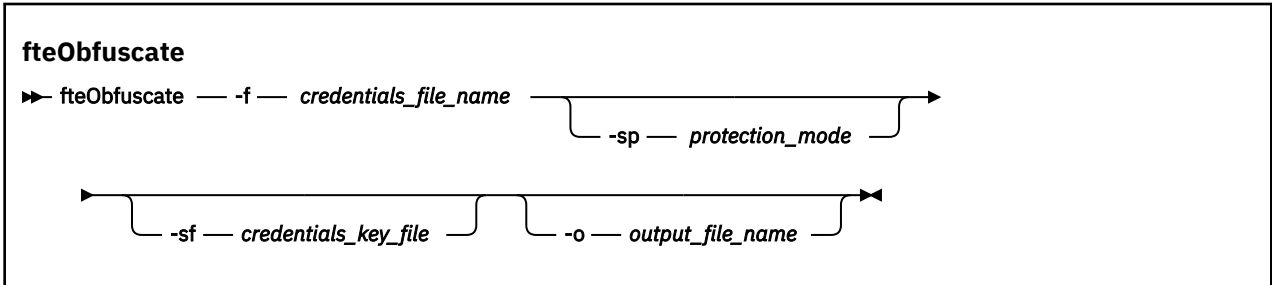 fteObfuscate
fteObfuscate -f credentials_file_name
-sp protection_mode
-sf credentials_key_file -o output_file_name